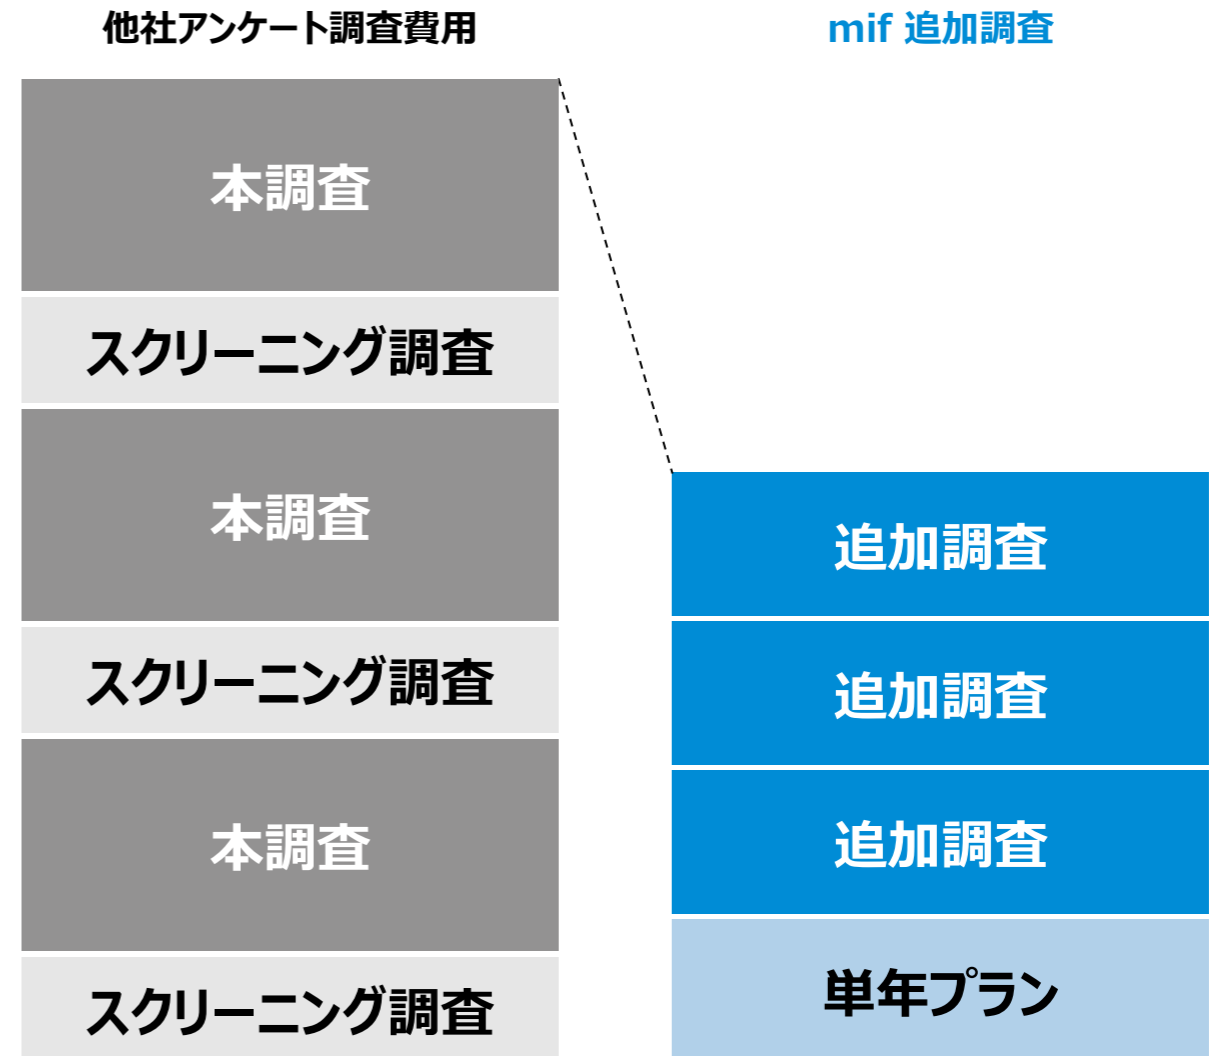 他社アンケート調査費用
本調査
スクリーニング調査
本調査
スクリーニング調査
本調査
スクリーニング調査
mif 追加調査
追加調査
追加調査
追加調査
単年プラン